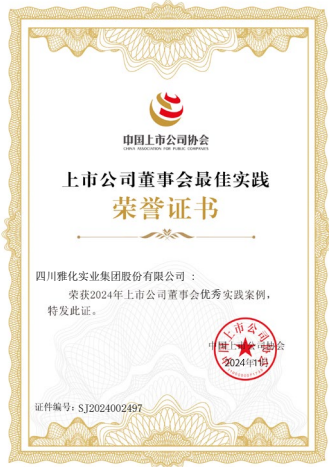 中国上市公司协会
CHINA ASSOCIATION FOR PUBLIC COMPANIES
上市公司董事会最佳实践
荣誉证书
四川雅化实业集团股份有限公司 ：
荣获2024年上市公司董事会优秀实践案例，
特发此证。
中国上市公司协会
2024年11月
证件编号：SJ2024002497